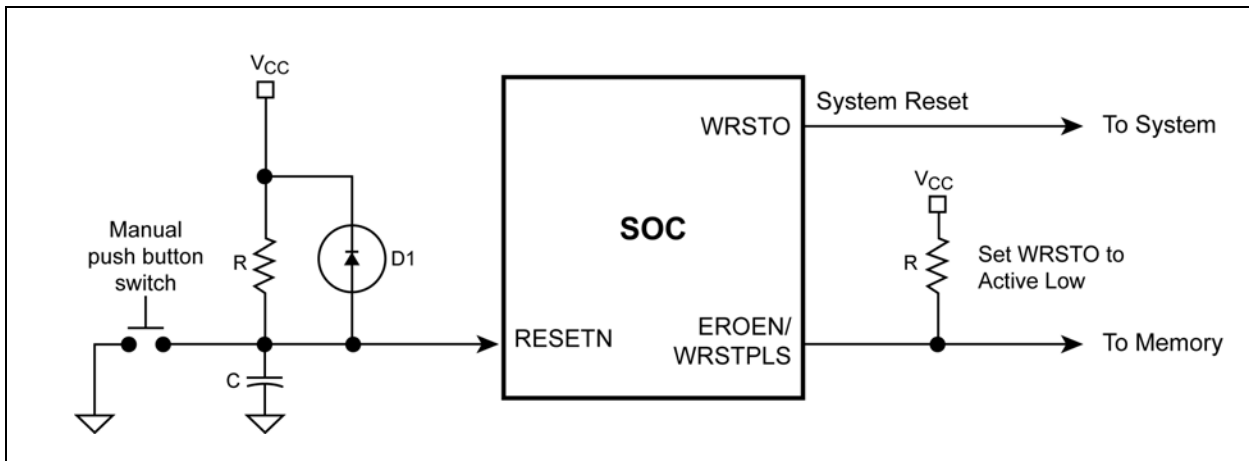 VCC
Manual
push button
switch
R
D1
C
RESETN
SOC
WRSTO
EROEN/
WRSTPLS
System Reset
To System
VCC
R
Set WRSTO to
Active Low
To Memory